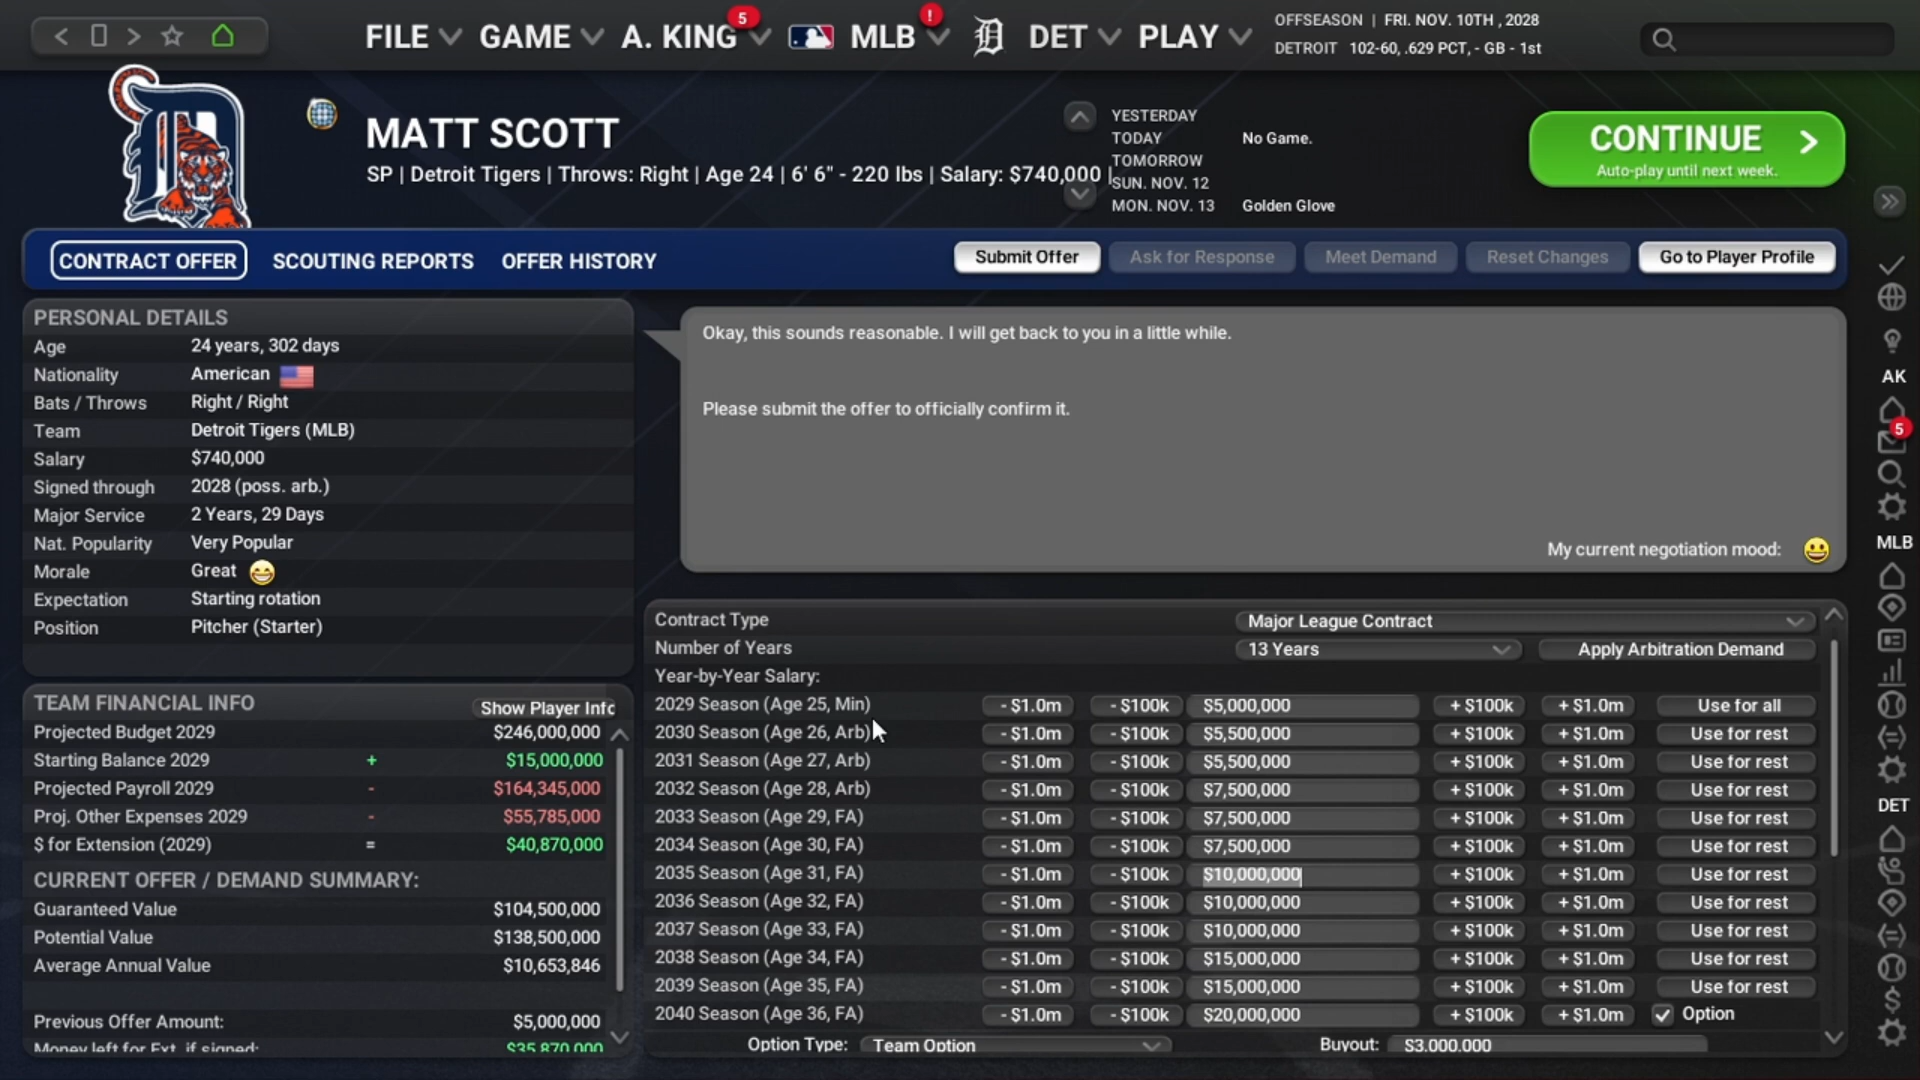 FILE GAME A. KING 5 MLB ! DET PLAY
OFFSEASON | FRI. NOV. 10TH , 2028
DETROIT 102-60, .629 PCT, - GB - 1st
MATT SCOTT
SP | Detroit Tigers | Throws: Right | Age 24 | 6' 6" - 220 lbs | Salary: $740,000 |
YESTERDAY
TODAY No Game.
TOMORROW
SUN. NOV. 12
MON. NOV. 13 Golden Glove
CONTINUE
Auto-play until next week.
CONTRACT OFFER SCOUTING REPORTS OFFER HISTORY
Submit Offer Ask for Response Meet Demand Reset Changes Go to Player Profile
PERSONAL DETAILS
Age 24 years, 302 days
Nationality American
Bats / Throws Right / Right
Team Detroit Tigers (MLB)
Salary $740,000
Signed through 2028 (poss. arb.)
Major Service 2 Years, 29 Days
Nat. Popularity Very Popular
Morale Great
Expectation Starting rotation
Position Pitcher (Starter)
Okay, this sounds reasonable. I will get back to you in a little while.
Please submit the offer to officially confirm it.
My current negotiation mood:
TEAM FINANCIAL INFO Show Player Info
Projected Budget 2029 $246,000,000
Starting Balance 2029 + $15,000,000
Projected Payroll 2029 - $164,345,000
Proj. Other Expenses 2029 - $55,785,000
$ for Extension (2029) = $40,870,000
CURRENT OFFER / DEMAND SUMMARY:
Guaranteed Value $104,500,000
Potential Value $138,500,000
Average Annual Value $10,653,846
Previous Offer Amount: $5,000,000
Money left for Ext. if signed: $35,870,000
Contract Type Major League Contract
Number of Years 13 Years Apply Arbitration Demand
Year-by-Year Salary:
2029 Season (Age 25, Min) - $1.0m - $100k $5,000,000 + $100k + $1.0m Use for all
2030 Season (Age 26, Arb) - $1.0m - $100k $5,500,000 + $100k + $1.0m Use for rest
2031 Season (Age 27, Arb) - $1.0m - $100k $5,500,000 + $100k + $1.0m Use for rest
2032 Season (Age 28, Arb) - $1.0m - $100k $7,500,000 + $100k + $1.0m Use for rest
2033 Season (Age 29, FA) - $1.0m - $100k $7,500,000 + $100k + $1.0m Use for rest
2034 Season (Age 30, FA) - $1.0m - $100k $7,500,000 + $100k + $1.0m Use for rest
2035 Season (Age 31, FA) - $1.0m - $100k $10,000,000 + $100k + $1.0m Use for rest
2036 Season (Age 32, FA) - $1.0m - $100k $10,000,000 + $100k + $1.0m Use for rest
2037 Season (Age 33, FA) - $1.0m - $100k $10,000,000 + $100k + $1.0m Use for rest
2038 Season (Age 34, FA) - $1.0m - $100k $15,000,000 + $100k + $1.0m Use for rest
2039 Season (Age 35, FA) - $1.0m - $100k $15,000,000 + $100k + $1.0m Use for rest
2040 Season (Age 36, FA) - $1.0m - $100k $20,000,000 + $100k + $1.0m Option
Option Type: Team Option Buyout: $3,000,000
AK
5
MLB
DET